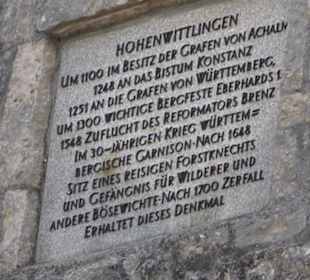 HOHENWITTLINGEN
UM 1100 IM BESITZ DER GRAFEN VON ACHALM
1248 AN DAS BISTUM KONSTANZ
1251 AN DIE GRAFEN VON WÜRTTEMBERG,
UM 1300 WICHTIGE BERGFESTE EBERHARDS I
1548 ZUFLUCHT DES REFORMATORS BRENZ
IM 30-JÄHRIGEN KRIEG WÜRTTEM=
BERGISCHE GARNISON·NACH 1648
SITZ EINES REISIGEN FORSTKNECHTS
UND GEFÄNGNIS FÜR WILDERER UND
ANDERE BÖSEWICHTE·NACH 1700 ZERFALL
ERHALTET DIESES DENKMAL